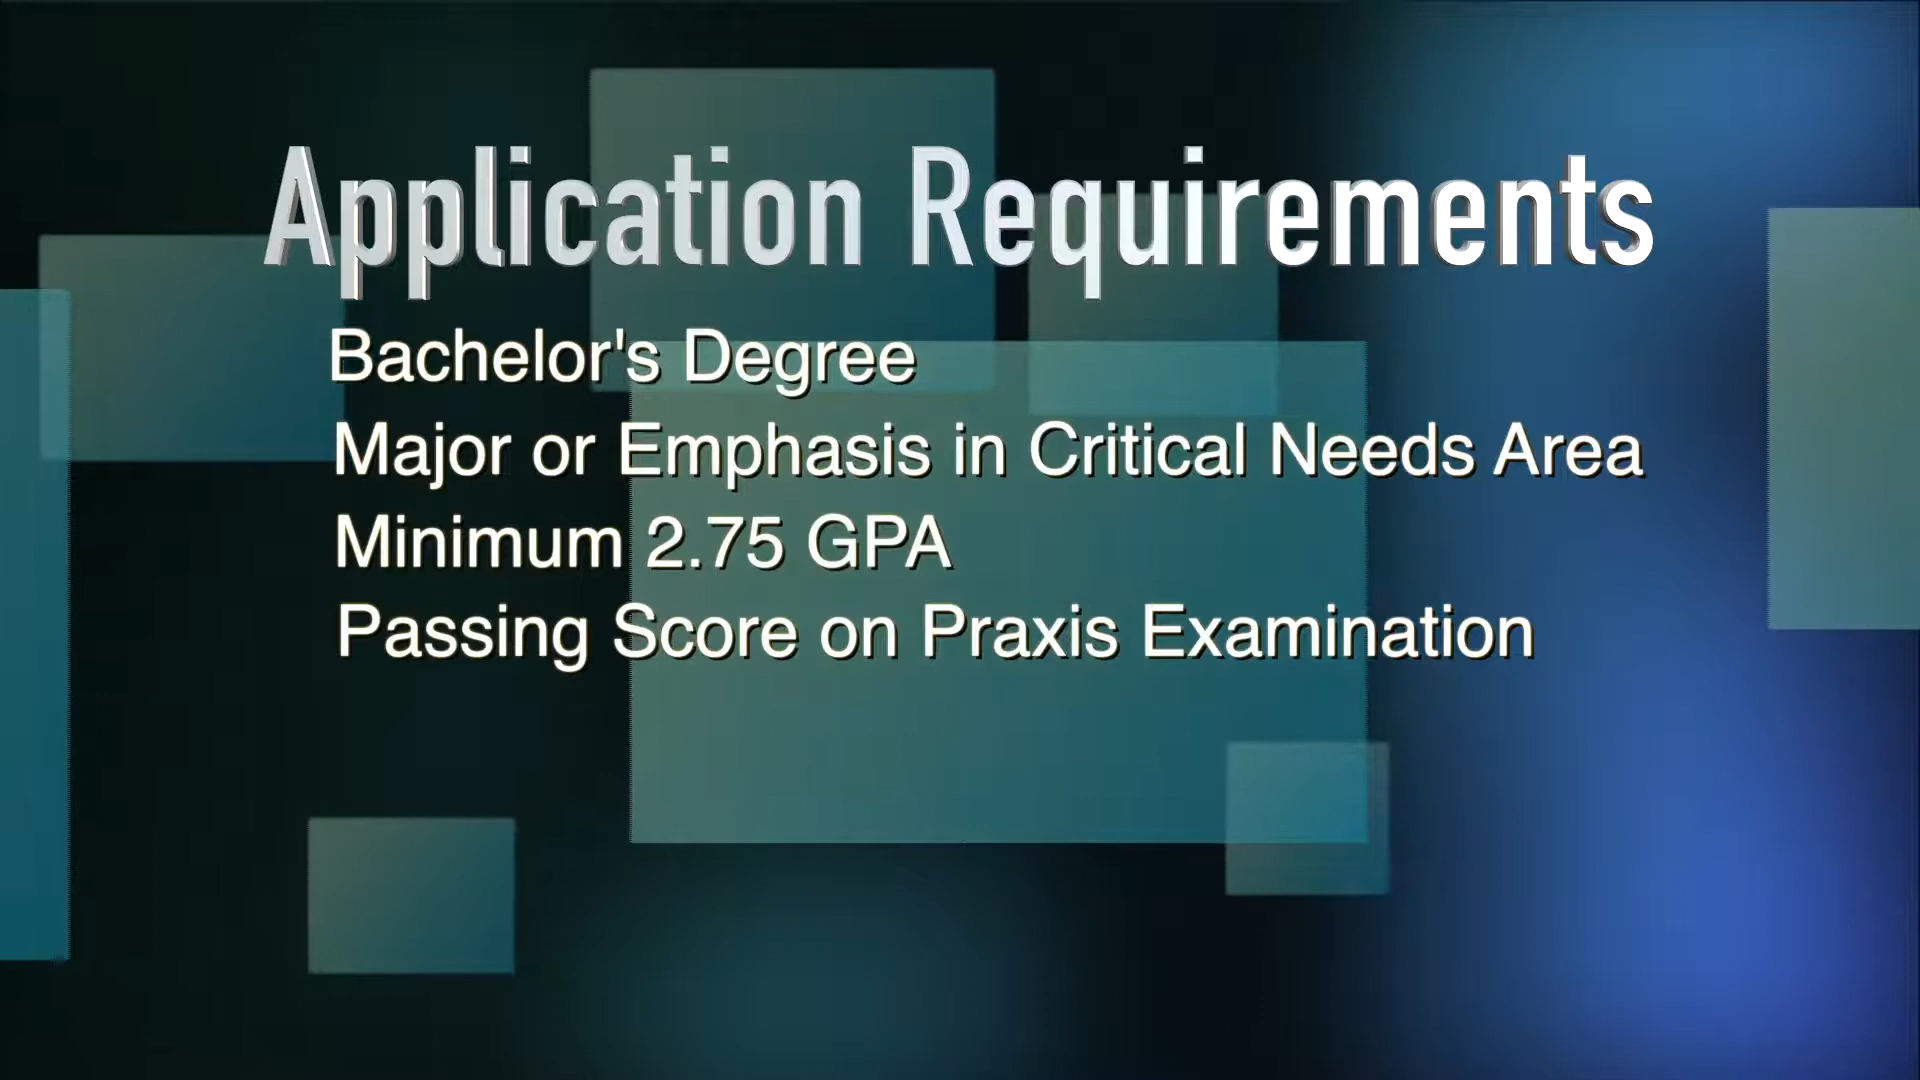 Application Requirements
Bachelor's Degree
Major or Emphasis in Critical Needs Area
Minimum 2.75 GPA
Passing Score on Praxis Examination